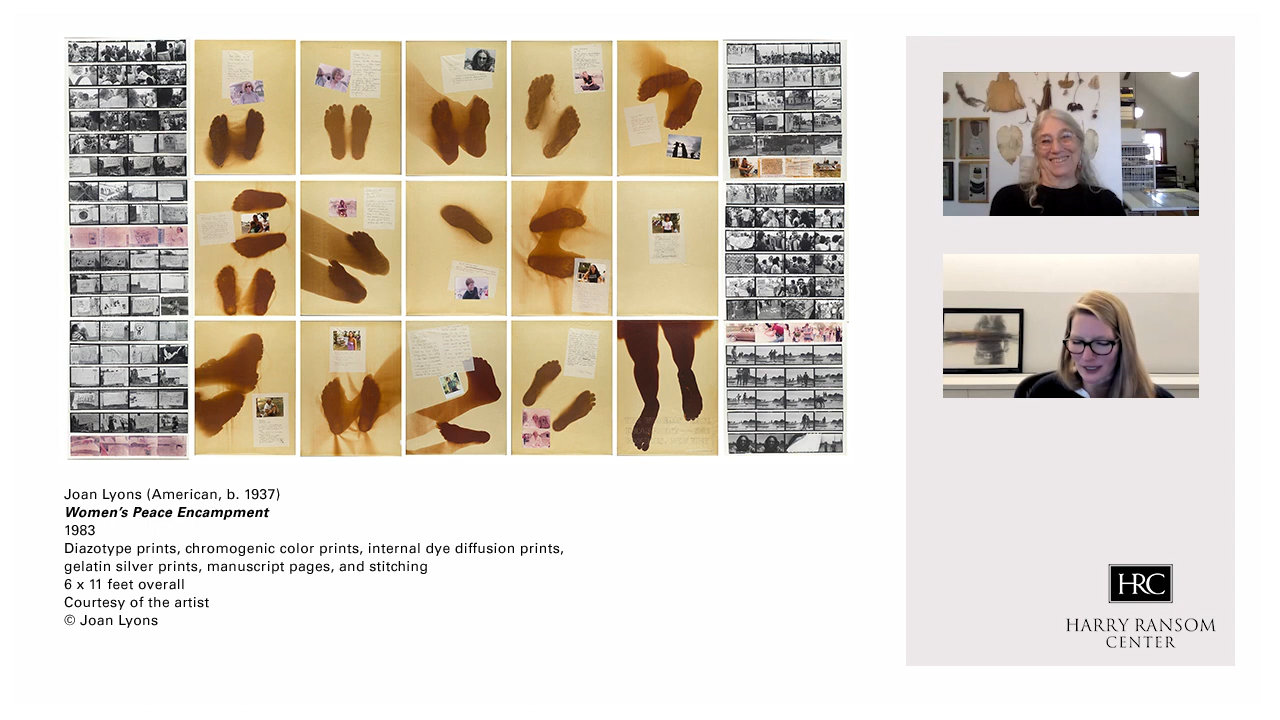 Joan Lyons (American, b. 1937)
Women's Peace Encampment
1983
Diazotype prints, chromogenic color prints, internal dye diffusion prints,
gelatin silver prints, manuscript pages, and stitching
6 x 11 feet overall
Courtesy of the artist
© Joan Lyons
HRC
HARRY RANSOM
CENTER